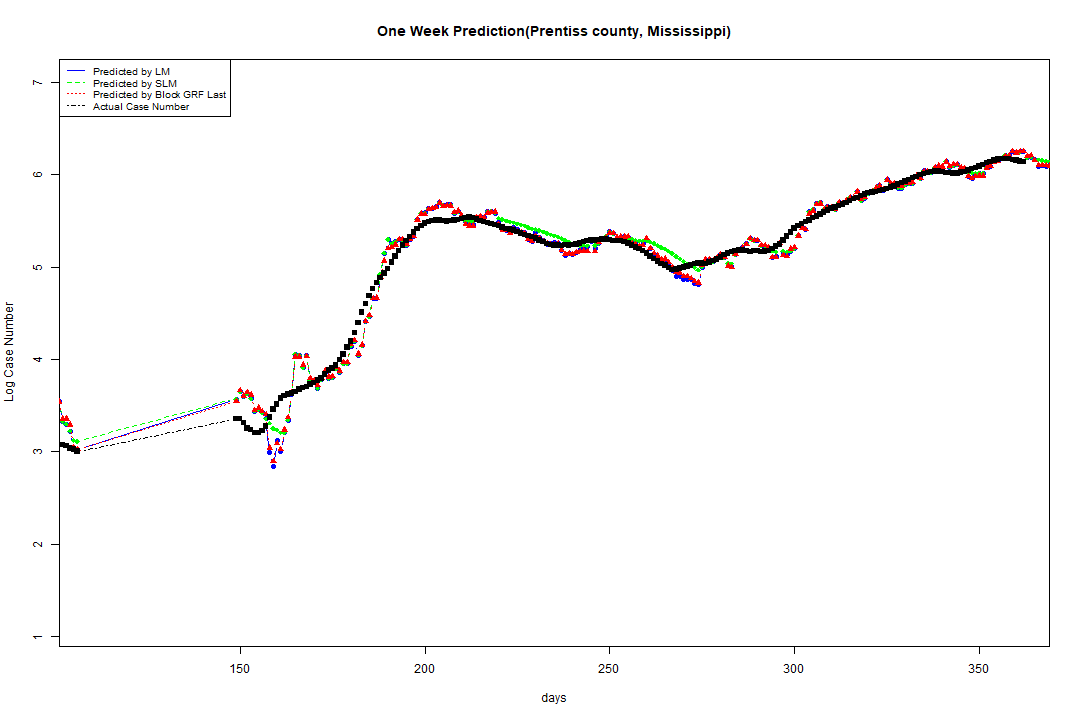 One Week Prediction(Prentiss county, Mississippi)
Predicted by LM
Predicted by SLM
Predicted by Block GRF Last
Actual Case Number
7
6
5
4
3
2
1
Log Case Number
150 200 250 300 350
days